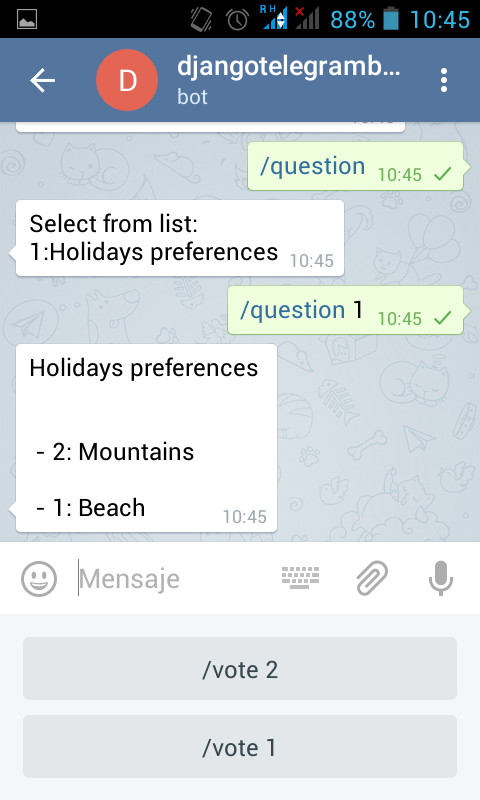 R H 88% 10:45
D djangotelegramb...
bot
/question 10:45
Select from list:
1:Holidays preferences 10:45
/question 1 10:45
Holidays preferences
- 2: Mountains
- 1: Beach
10:45
Mensaje
/vote 2
/vote 1